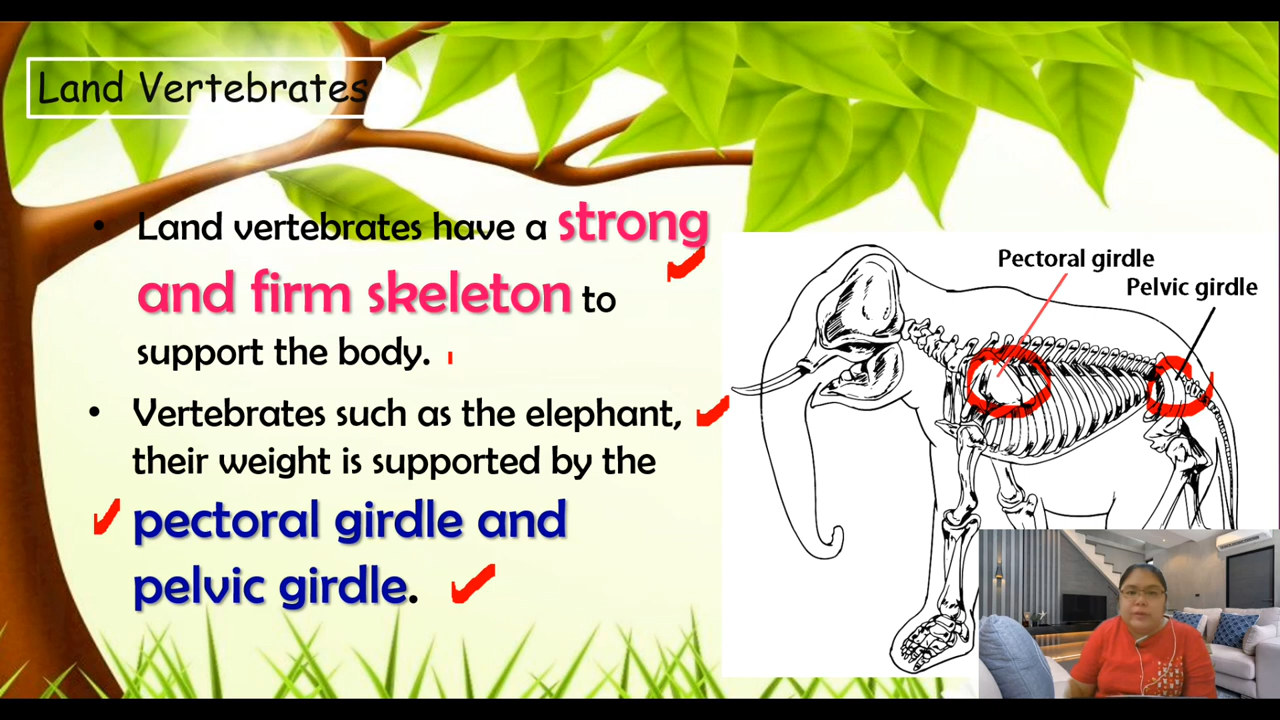 Land Vertebrates
• Land vertebrates have a strong
and firm skeleton to
support the body.
• Vertebrates such as the elephant,
their weight is supported by the
pectoral girdle and
pelvic girdle.
Pectoral girdle
Pelvic girdle